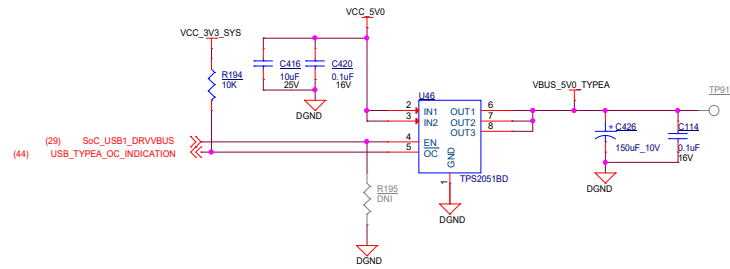 VCC_5V0
VCC_3V3_SYS
R194
10K
C416
10uF
25V
C420
0.1uF
16V
DGND
U46
2 IN1 OUT1 6
3 IN2 OUT2 7
OUT3 8
4 EN
5 OC
GND
1
TPS2051BD
VBUS_5V0_TYPEA
TP91
C426
150uF_10V
C114
0.1uF
16V
DGND
(29) SoC_USB1_DRVVBUS
(44) USB_TYPEA_OC_INDICATION
R195
DNI
DGND
DGND